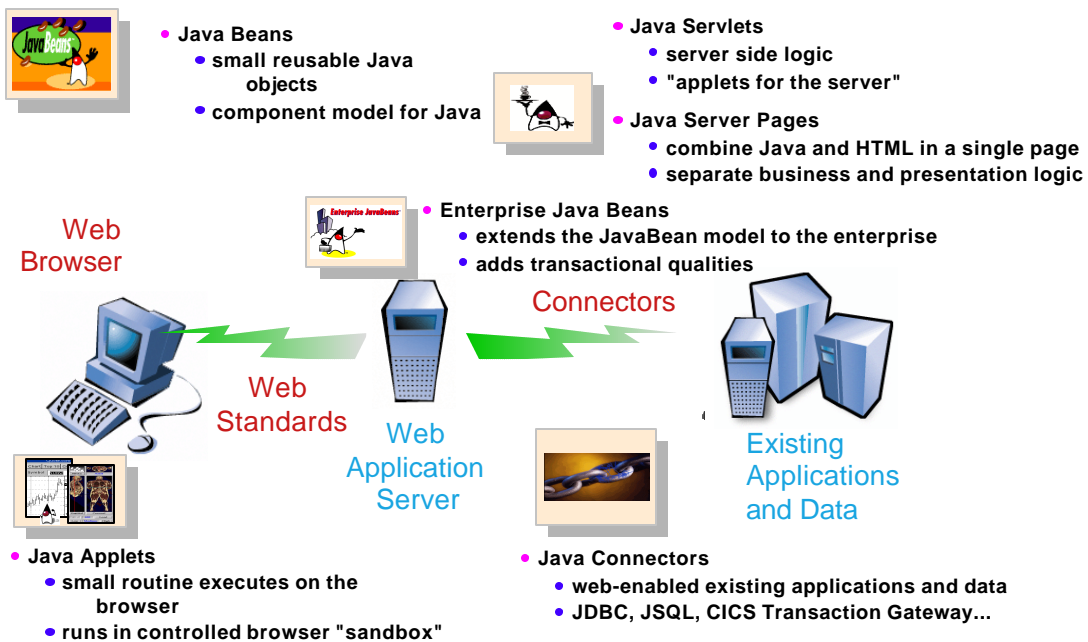 JavaBeans
Java Beans
small reusable Java
objects
component model for Java
Java Servlets
server side logic
"applets for the server"
Java Server Pages
combine Java and HTML in a single page
separate business and presentation logic
Enterprise JavaBeans
Enterprise Java Beans
extends the JavaBean model to the enterprise
adds transactional qualities
Web
Browser
Connectors
Web
Standards
Web
Application
Server
Existing
Applications
and Data
Java Applets
small routine executes on the
browser
runs in controlled browser "sandbox"
Java Connectors
web-enabled existing applications and data
JDBC, JSQL, CICS Transaction Gateway...